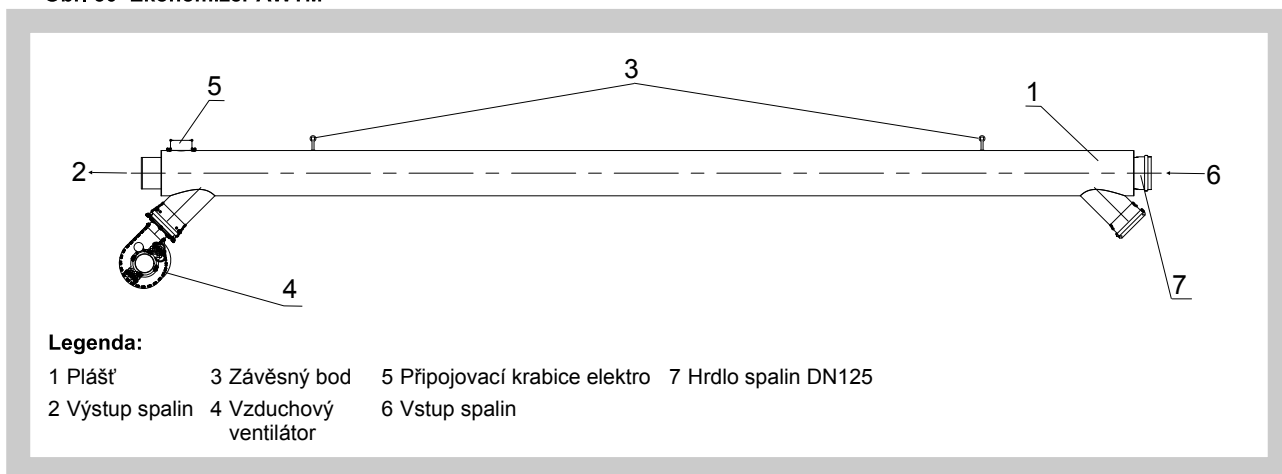 3
5
1
2
6
4
7
Legenda:
1 Plášť 3 Závěsný bod 5 Připojovací krabice elektro 7 Hrdlo spalin DN125
2 Výstup spalin 4 Vzduchový 6 Vstup spalin
ventilátor